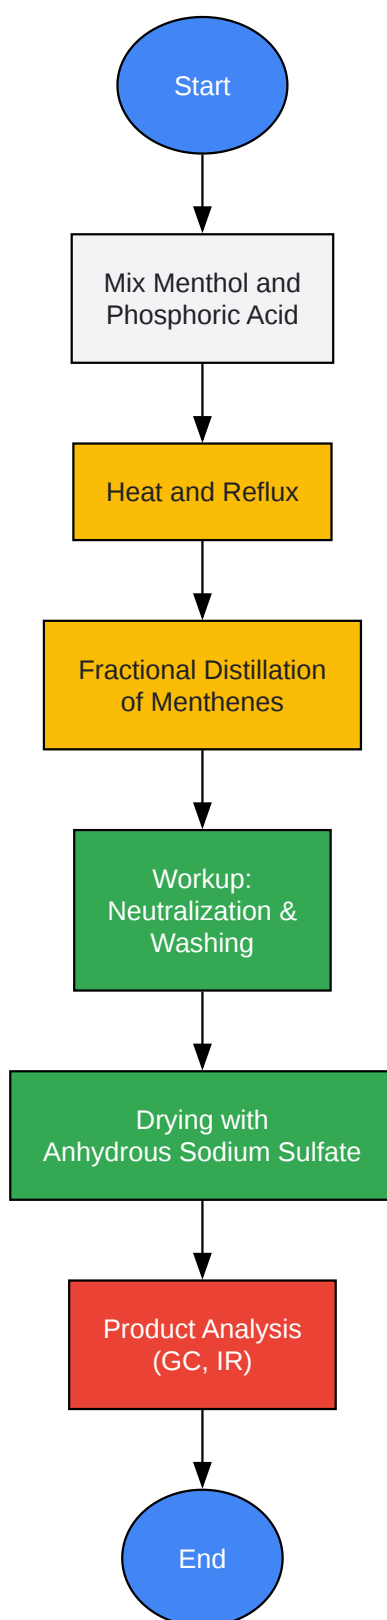 Start
Mix Menthol and
Phosphoric Acid
Heat and Reflux
Fractional Distillation
of Menthenes
Workup:
Neutralization &
Washing
Drying with
Anhydrous Sodium Sulfate
Product Analysis
(GC, IR)
End